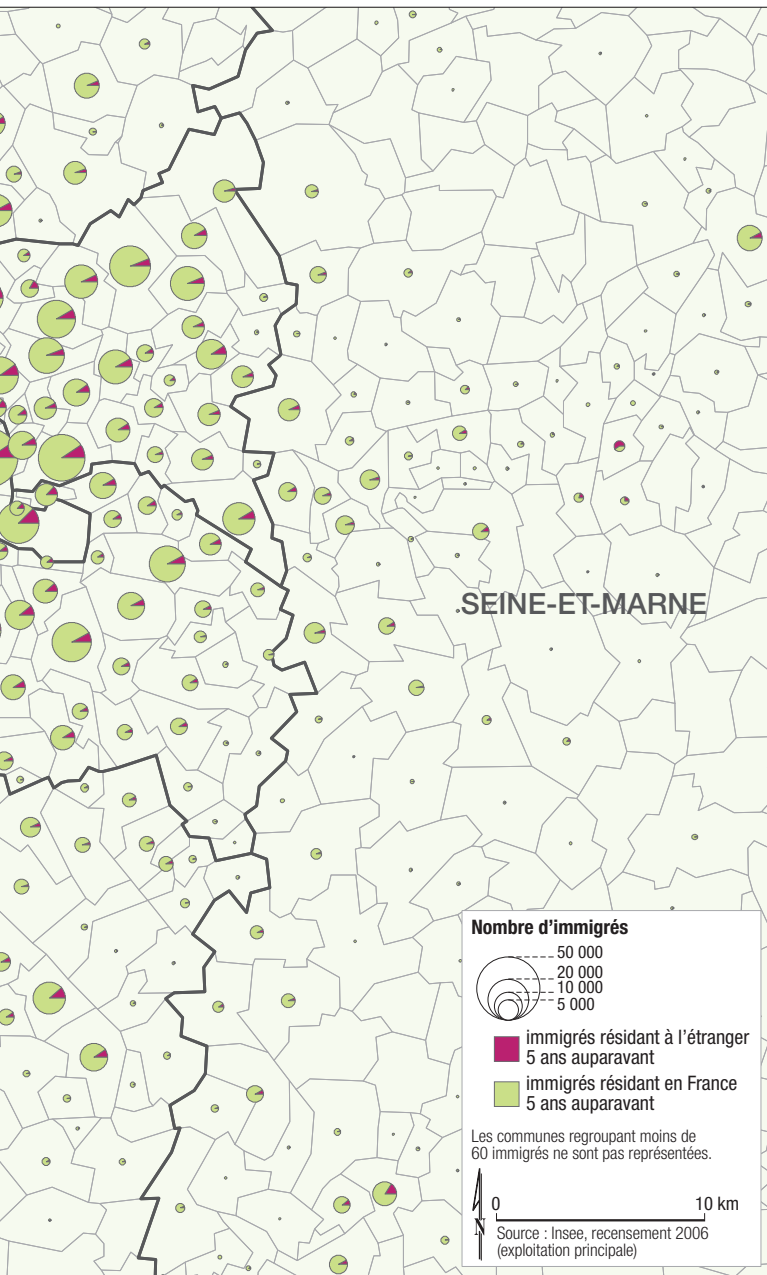 SEINE-ET-MARNE
Nombre d’immigrés
50 000
20 000
10 000
5 000
immigrés résidant à l’étranger
5 ans auparavant
immigrés résidant en France
5 ans auparavant
Les communes regroupant moins de
60 immigrés ne sont pas représentées.
N
0 10 km
Source : Insee, recensement 2006
(exploitation principale)